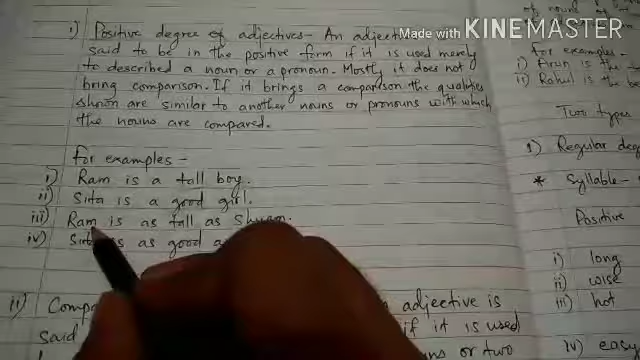 of noun
i) Positive degree of adjectives - An adjective
Made with KINEMASTER
said to be in the positive form if it is used merely
to described a noun or a pronoun. Mostly it does not
bring comparison. If it brings a comparison the qualities
shown are similar to another nouns or pronouns with which
the nouns are compared.
For examples -
i) Ram is a tall boy.
ii) Sita is a good girl.
iii) Ram is as tall as Shyam.
iv) Sita is as good a
ii)
adjective is
said
if it is used
or two
For examples -
i) Arun is the
ii) Rahul is the be
Two types
1) Regular deg
* Syllable -
Positive
i) long
ii) wise
iii) hot
iv) easy